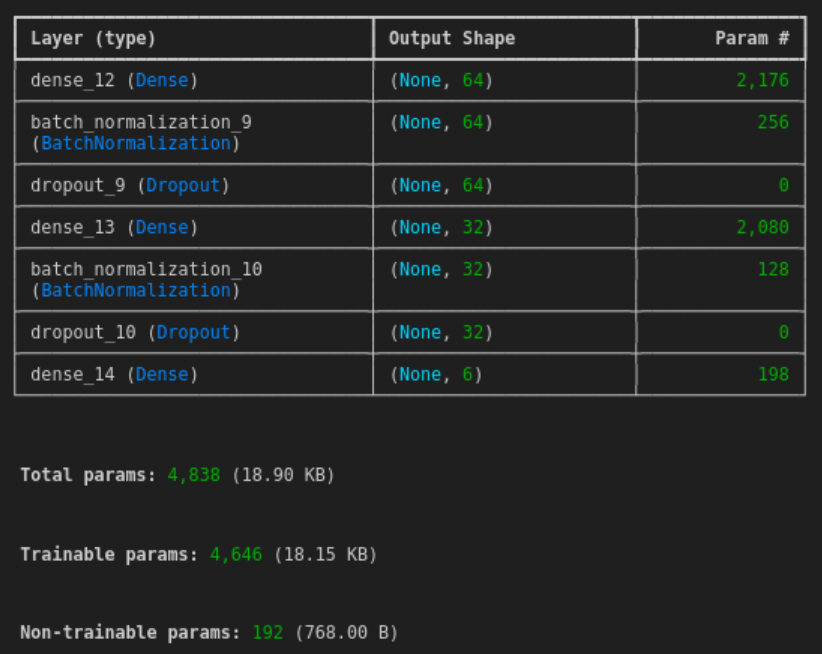 Layer (type) Output Shape Param #
dense_12 (Dense) (None, 64) 2,176
batch_normalization_9 (None, 64) 256
(BatchNormalization)
dropout_9 (Dropout) (None, 64) 0
dense_13 (Dense) (None, 32) 2,080
batch_normalization_10 (None, 32) 128
(BatchNormalization)
dropout_10 (Dropout) (None, 32) 0
dense_14 (Dense) (None, 6) 198
Total params: 4,838 (18.90 KB)
Trainable params: 4,646 (18.15 KB)
Non-trainable params: 192 (768.00 B)